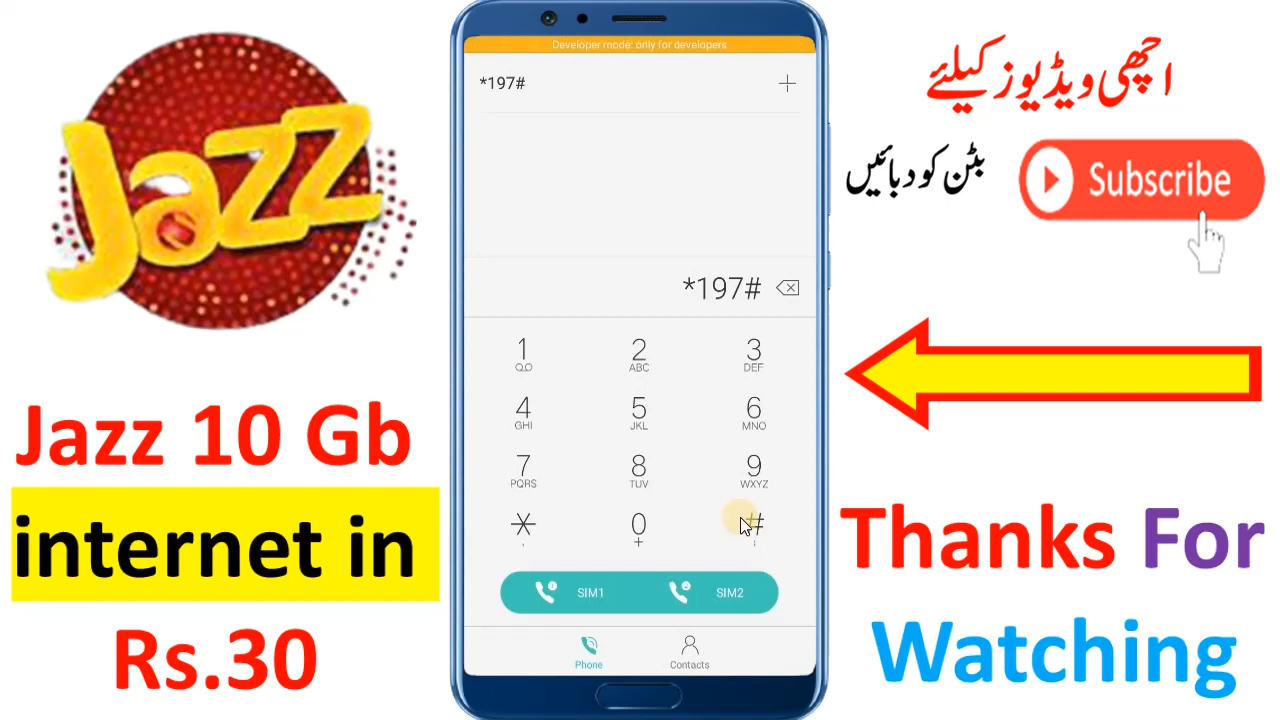 Jazz
Jazz 10 Gb
internet in
Rs.30
Developer mode: only for developers
*197#
*197#
1
2
ABC
3
DEF
4
GHI
5
JKL
6
MNO
7
PQRS
8
TUV
9
WXYZ
*
,
0
+
#
;
SIM1
SIM2
Phone
Contacts
اچھی ویڈیوز کیلئے
بٹن کو دبائیں
Subscribe
Thanks For
Watching